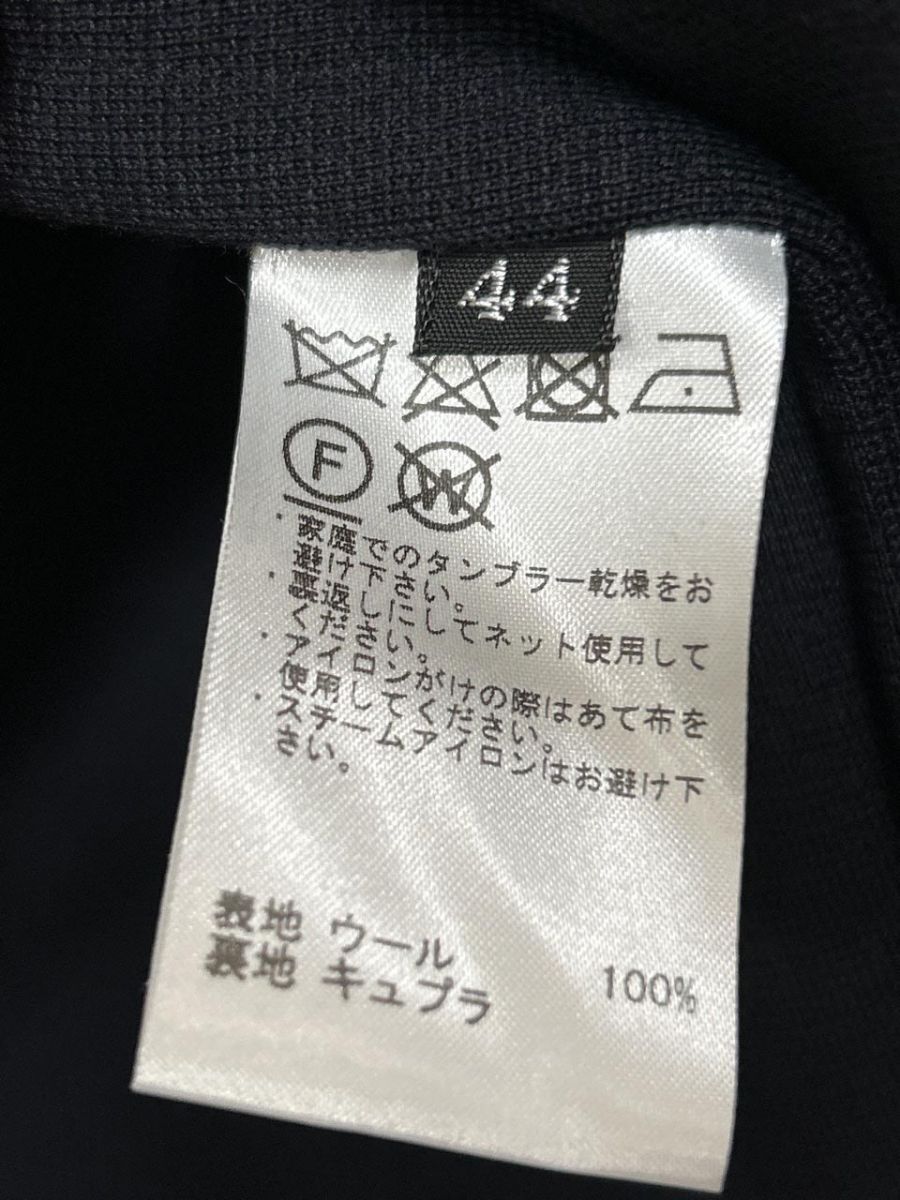 44
F
W
・家庭でのタンブラー乾燥をお
避け下さい。
・裏返しにしてネット使用して
ください。
・アイロンがけの際はあて布を
使用してください。
・スチームアイロンはお避け下
さい。
表地 ウール 100%
裏地 キュプラ